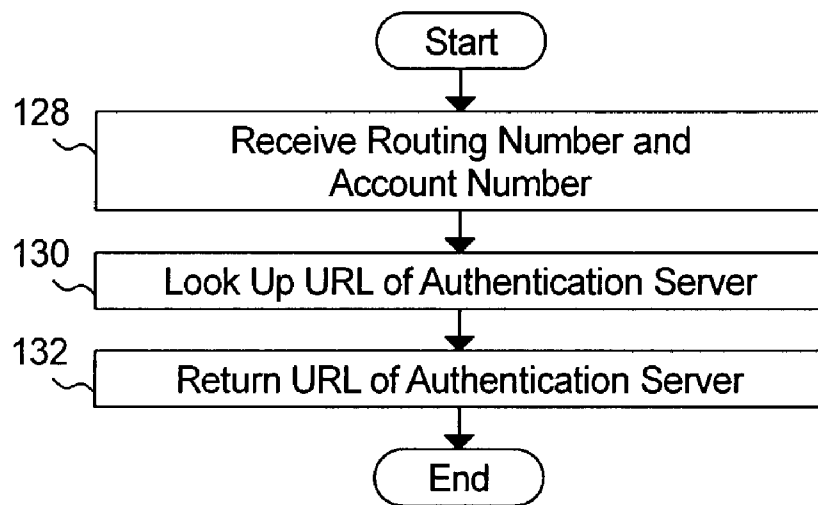 Start
128
Receive Routing Number and
Account Number
130
Look Up URL of Authentication Server
132
Return URL of Authentication Server
End